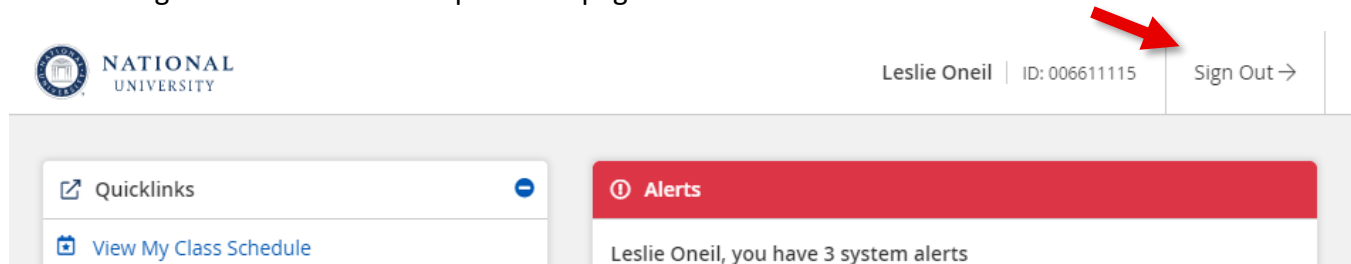 NATIONAL
UNIVERSITY
Leslie Oneil | ID: 006611115
Sign Out →
Quicklinks
Alerts
View My Class Schedule
Leslie Oneil, you have 3 system alerts